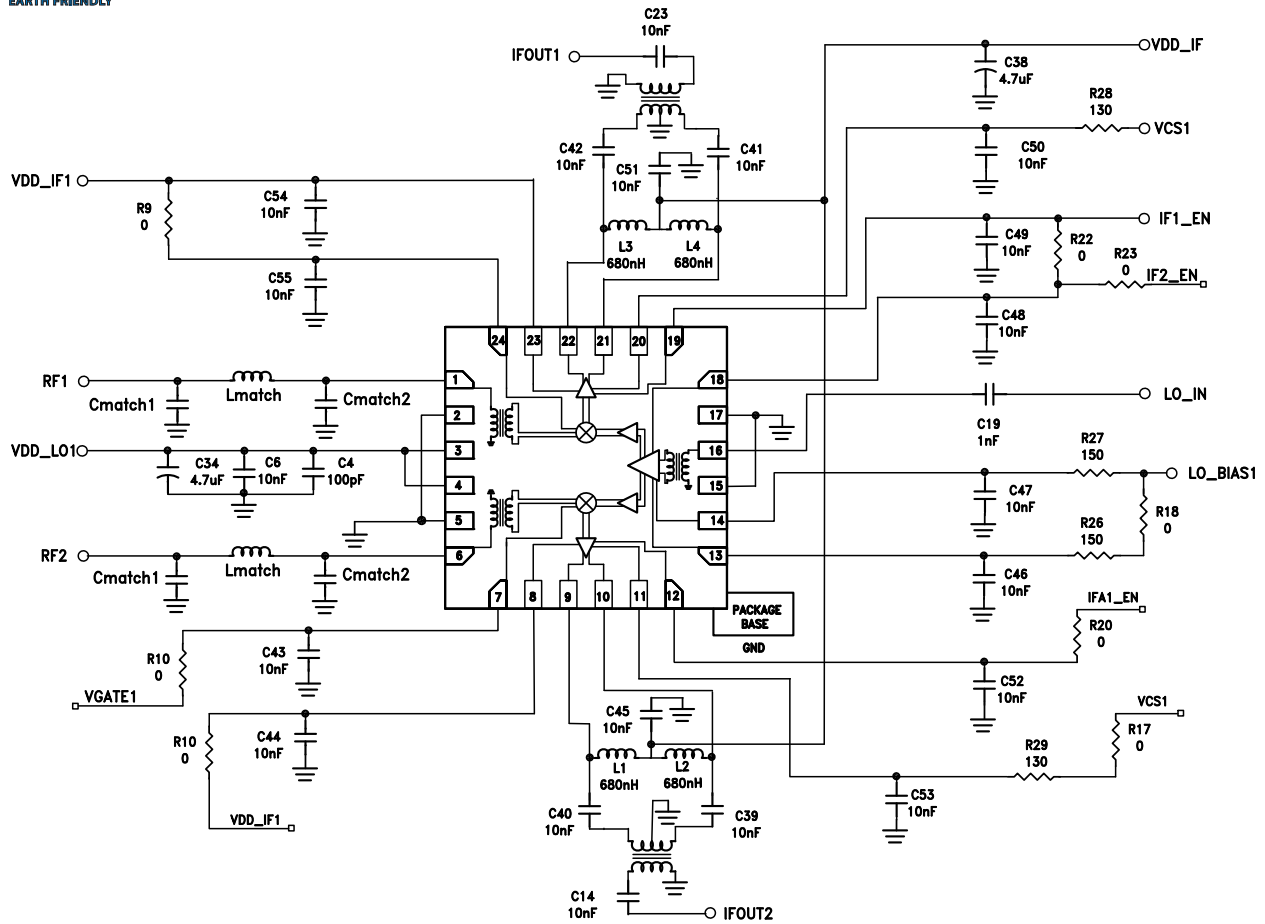 EARTH FRIENDLY
C23
10nF
IFOUT1
VDD_IF
C38
4.7uF
R28
130
VCS1
C42
10nF
C51
10nF
C41
10nF
C50
10nF
VDD_IF1
R9
0
C54
10nF
L3
680nH
L4
680nH
IF1_EN
C49
10nF
R22
0
R23
0
IF2_EN
C55
10nF
C48
10nF
24
23
22
21
20
19
RF1
Lmatch
Cmatch1
Cmatch2
1
2
3
4
5
6
18
17
16
15
14
13
LO_IN
C19
1nF
VDD_LO1
C34
4.7uF
C6
10nF
C4
100pF
R27
150
LO_BIAS1
C47
10nF
R18
0
R26
150
RF2
Cmatch1
Lmatch
Cmatch2
C46
10nF
7
8
9
10
11
12
PACKAGE
BASE
GND
IFA1_EN
R20
0
C43
10nF
R10
0
VGATE1
C52
10nF
VCS1
R17
0
C45
10nF
C44
10nF
R10
0
R29
130
L1
680nH
L2
680nH
C53
10nF
C40
10nF
C39
10nF
VDD_IF1
C14
10nF
IFOUT2